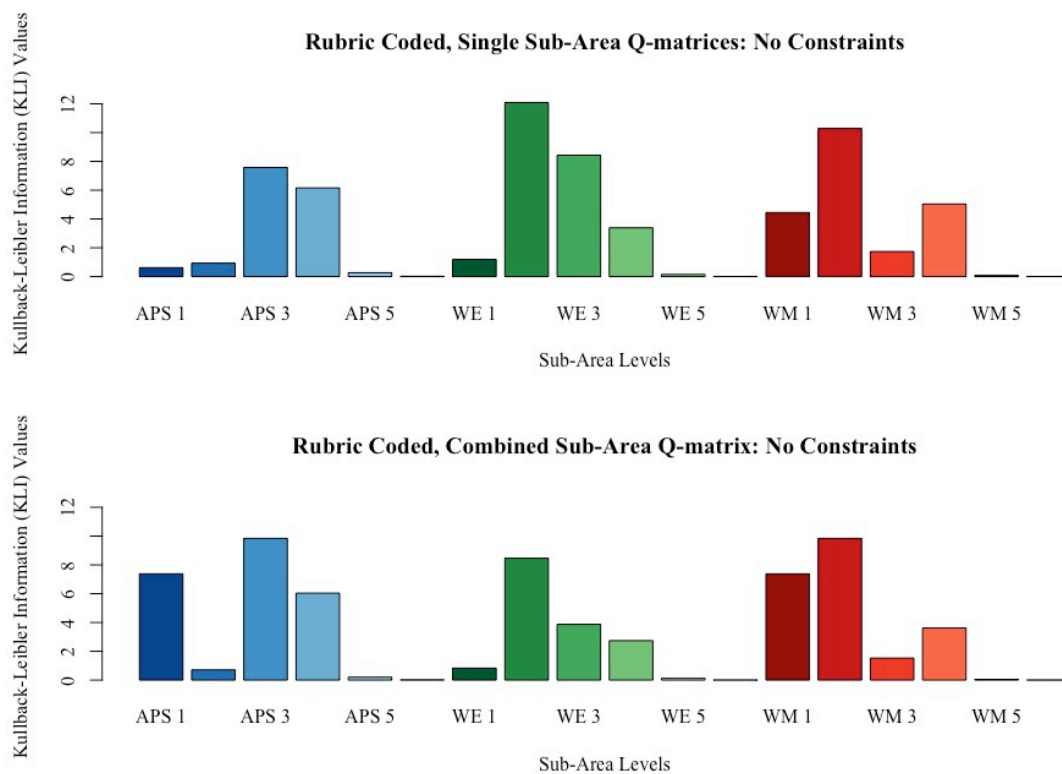 Rubric Coded, Single Sub-Area Q-matrices: No Constraints
Kullback-Leibler Information (KLI) Values
12
8
6
4
2
0
APS 1 APS 3 APS 5 WE 1 WE 3 WE 5 WM 1 WM 3 WM 5
Sub-Area Levels
Rubric Coded, Combined Sub-Area Q-matrix: No Constraints
Kullback-Leibler Information (KLI) Values
12
8
6
4
2
0
APS 1 APS 3 APS 5 WE 1 WE 3 WE 5 WM 1 WM 3 WM 5
Sub-Area Levels